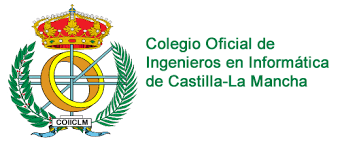 Colegio Oficial de
Ingenieros en Informática
de Castilla-La Mancha
COIICLM